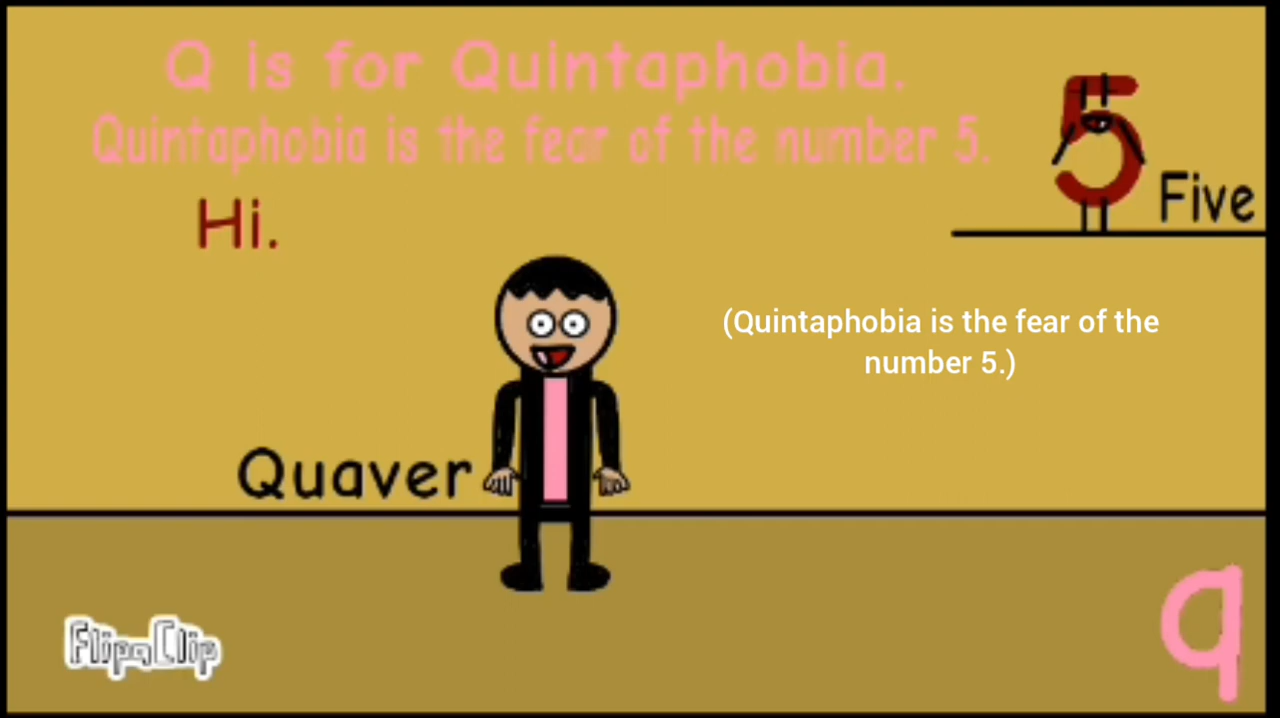 Q is for Quintaphobia.
Quintaphobia is the fear of the number 5.
Hi.
5
Five
(Quintaphobia is the fear of the
number 5.)
Quaver
FlipaClip
q